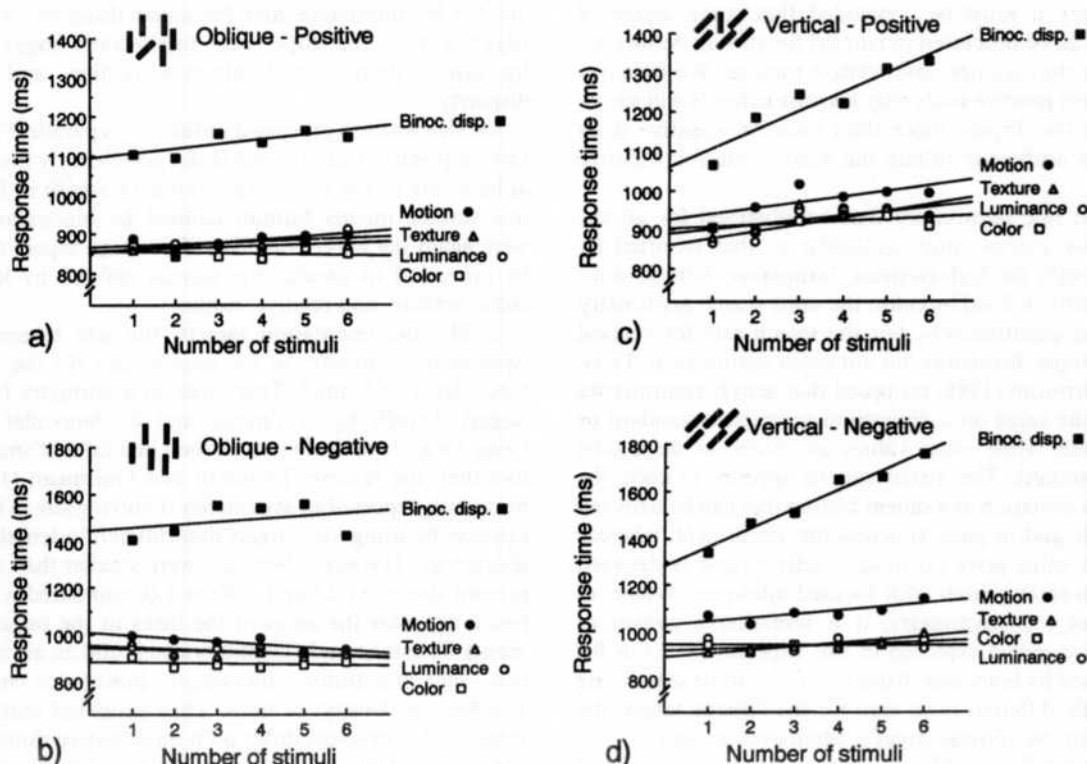 Oblique - Positive
1400
1300
1200
1100
1000
900
800
Response time (ms)
Binoc. disp.
Motion
Texture
Luminance
Color
1 2 3 4 5 6
Number of stimuli
a)
Oblique - Negative
1800
1600
1400
1200
1000
800
Response time (ms)
Binoc. disp.
Motion
Texture
Luminance
Color
1 2 3 4 5 6
Number of stimuli
b)
Vertical - Positive
1400
1300
1200
1100
1000
900
800
Response time (ms)
Binoc. disp.
Motion
Texture
Luminance
Color
1 2 3 4 5 6
Number of stimuli
c)
Vertical - Negative
1800
1600
1400
1200
1000
800
Response time (ms)
Binoc. disp.
Motion
Texture
Color
Luminance
1 2 3 4 5 6
Number of stimuli
d)